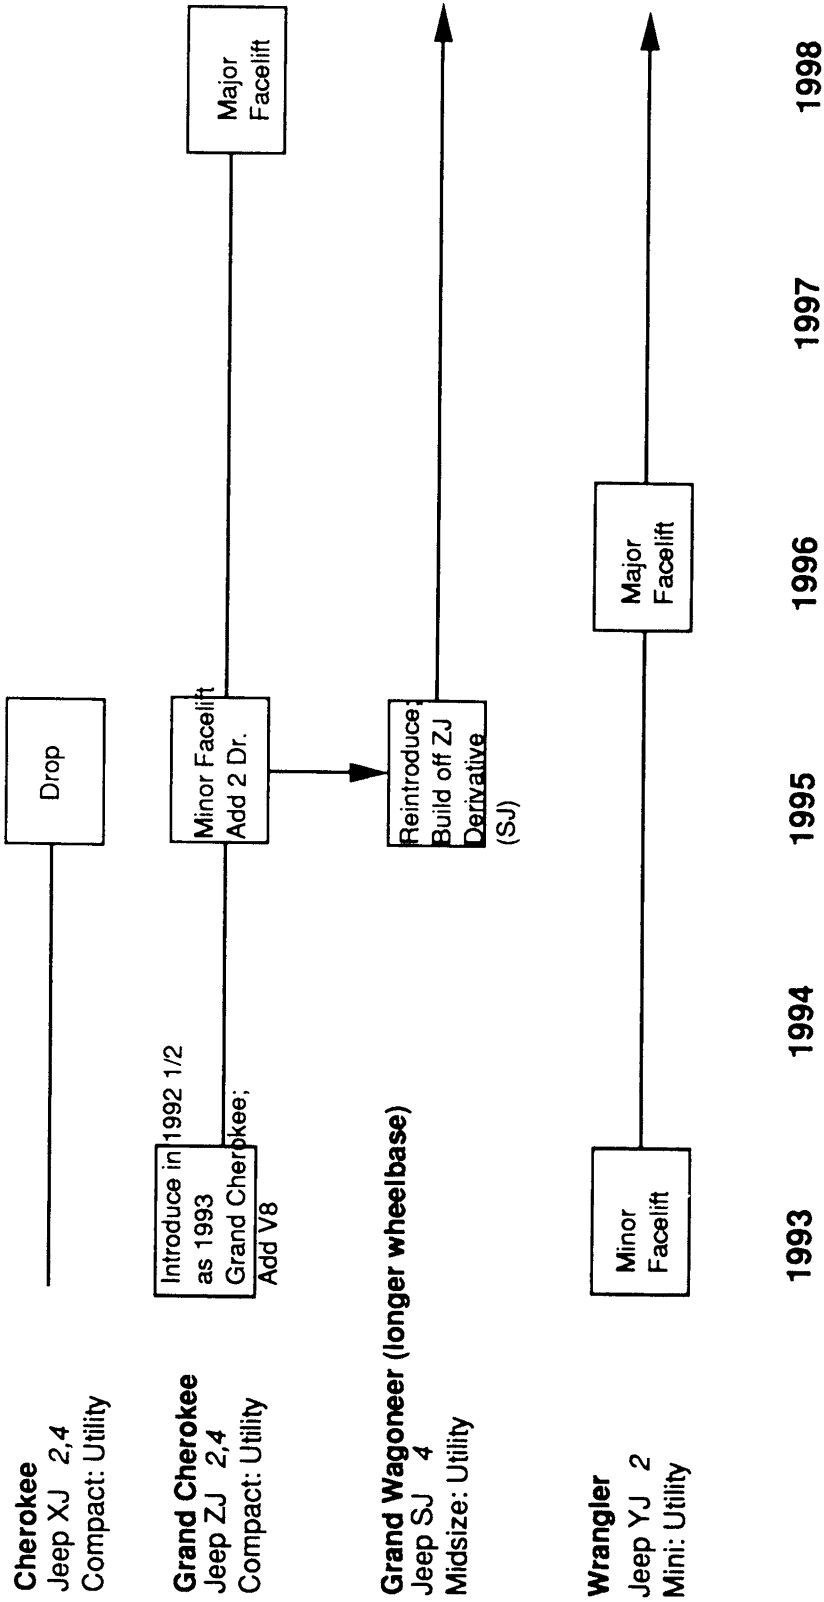 Cherokee
Jeep XJ 2,4
Compact: Utility
Drop
Grand Cherokee
Jeep ZJ 2,4
Compact: Utility
Introduce in 1992 1/2
as 1993
Grand Cherokee;
Add V8
Minor Facelift
Add 2 Dr.
Major
Facelift
Grand Wagoneer (longer wheelbase)
Jeep SJ 4
Midsize: Utility
Reintroduce;
Build off ZJ
Derivative
(SJ)
Wrangler
Jeep YJ 2
Mini: Utility
Minor
Facelift
Major
Facelift
1993 1994 1995 1996 1997 1998